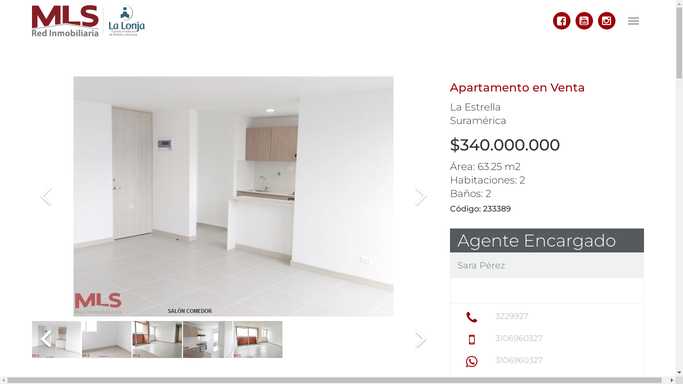 MLS
Red Inmobiliaria
La Lonja
Apartamento en Venta
La Estrella
Suramérica
$340.000.000
Área: 63.25 m2
Habitaciones: 2
Baños: 2
Código: 233389
Agente Encargado
Sara Pérez
3229927
3106960327
3106960327
MLS
SALÓN COMEDOR